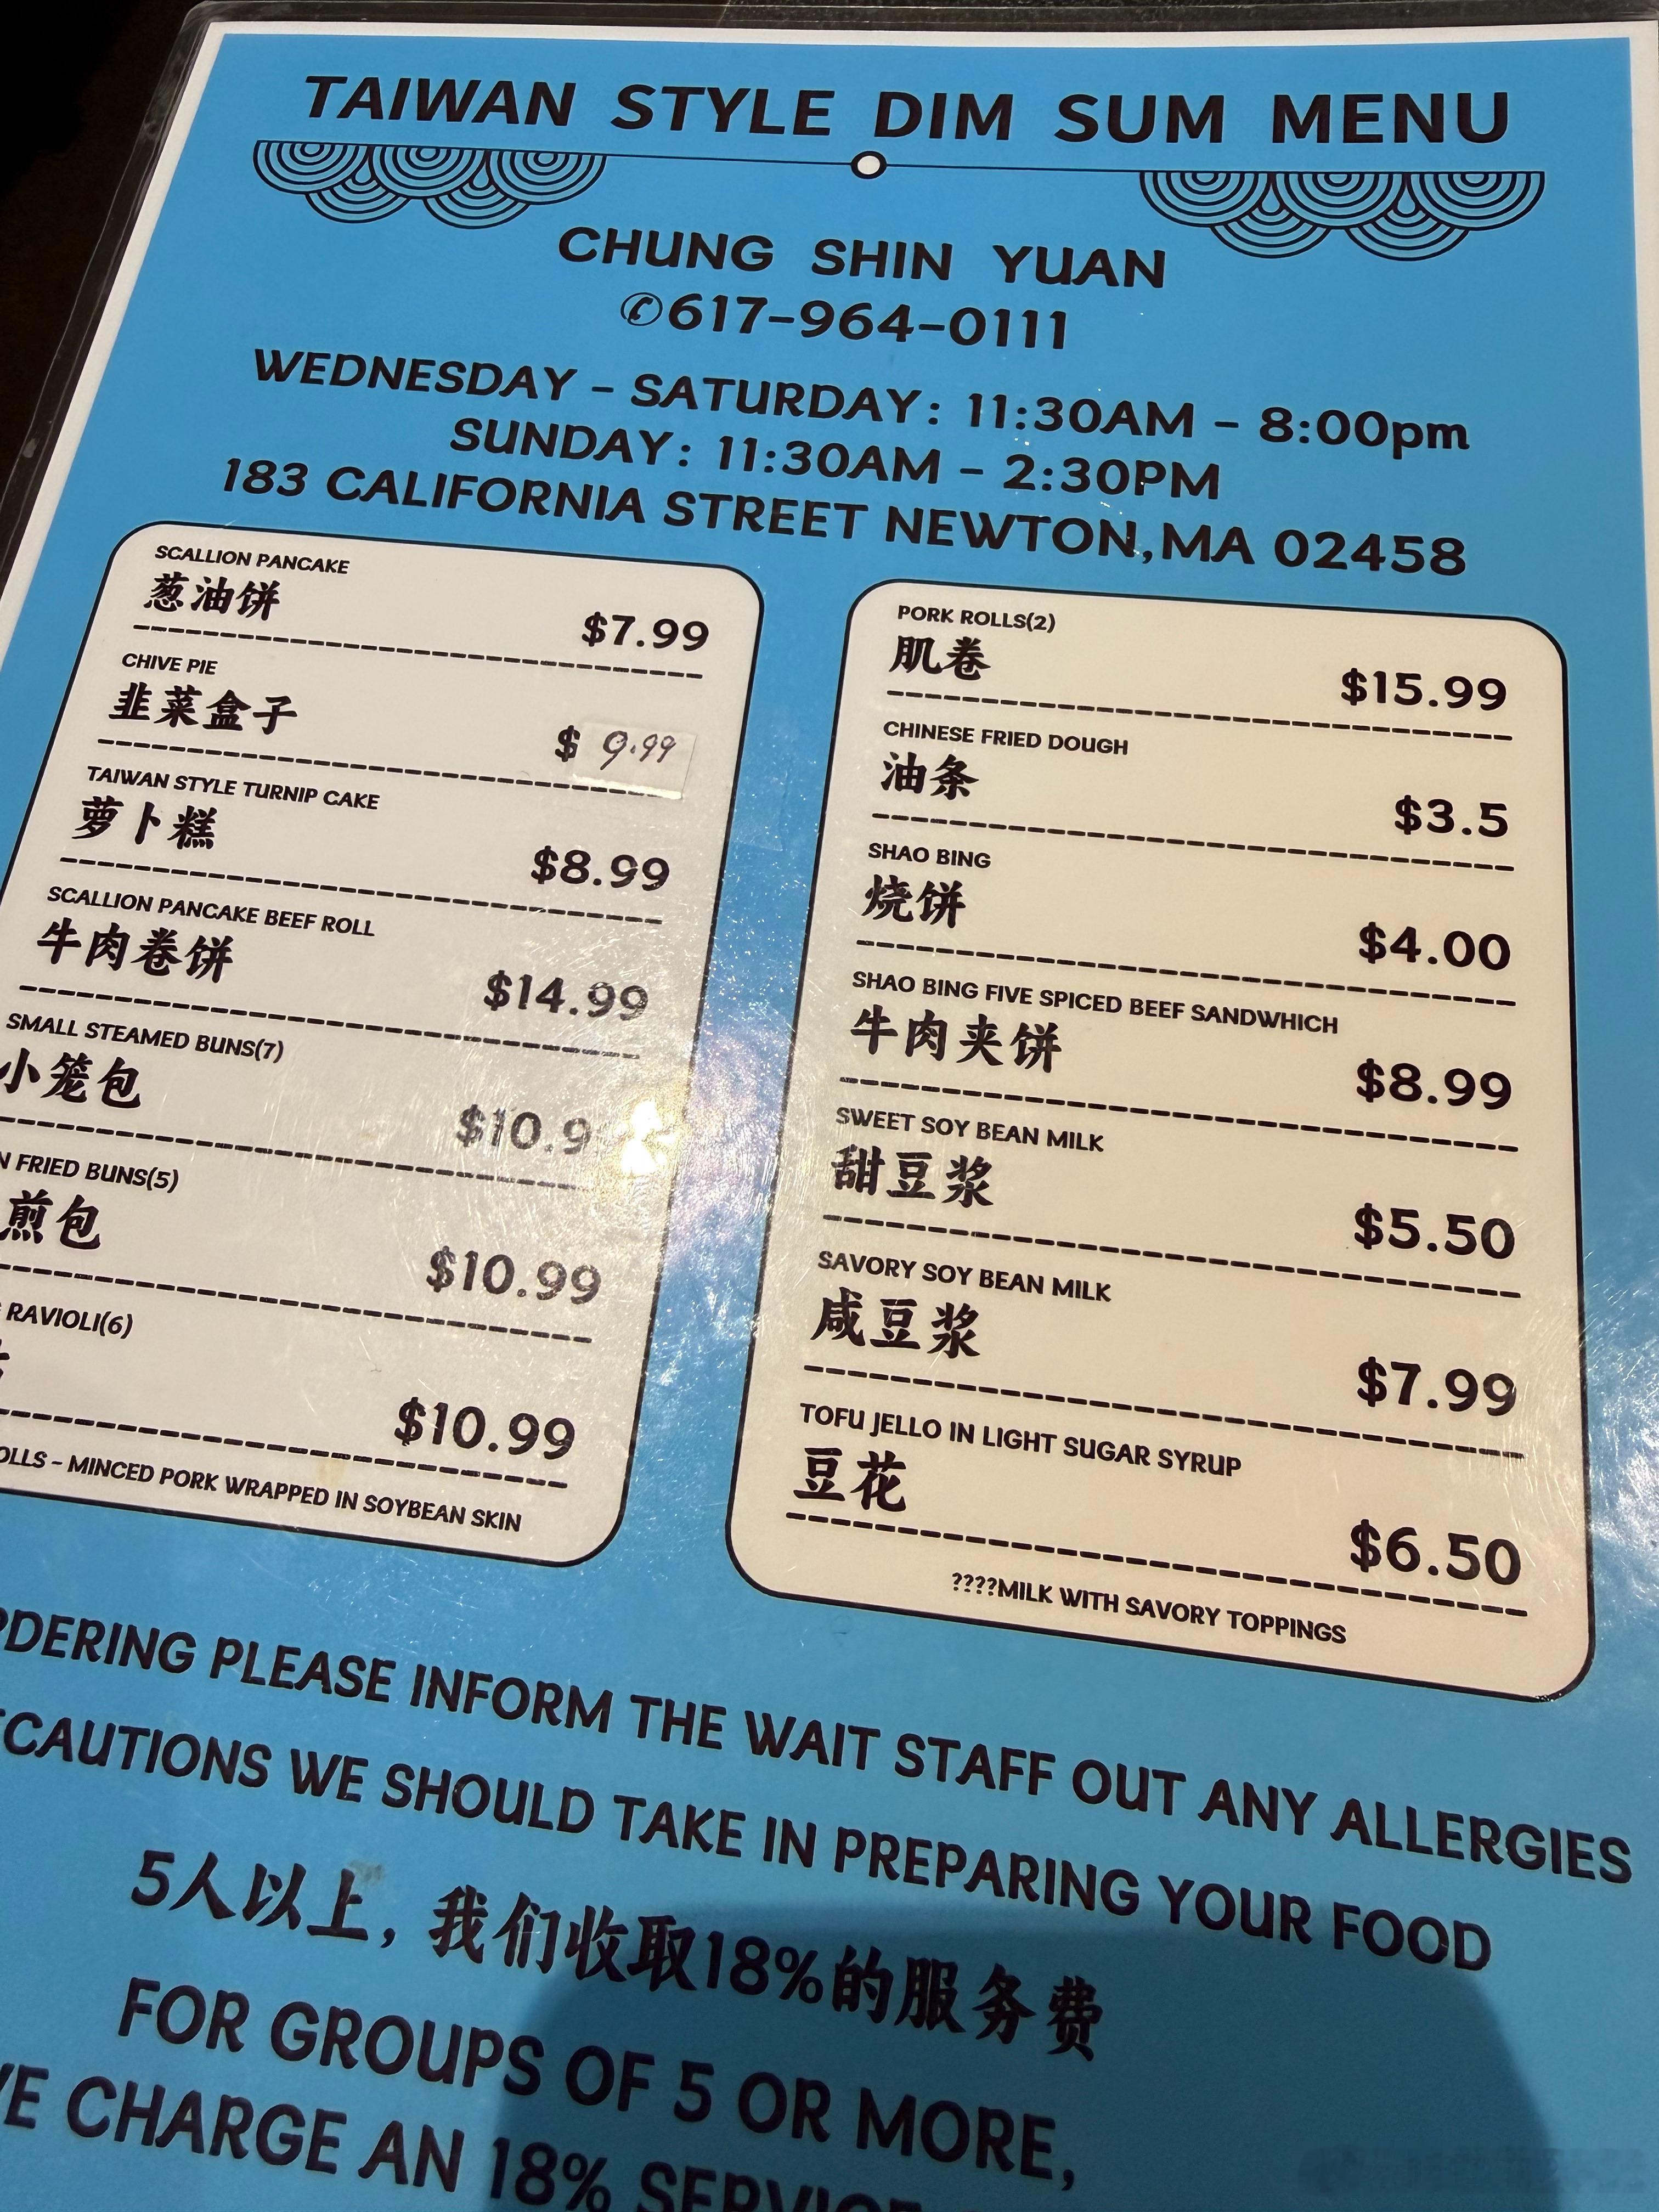 TAIWAN STYLE DIM SUM MENU
CHUNG SHIN YUAN
✆617-964-0111
WEDNESDAY - SATURDAY: 11:30AM - 8:00pm
SUNDAY: 11:30AM - 2:30PM
183 CALIFORNIA STREET NEWTON,MA 02458
SCALLION PANCAKE
葱油饼
$7.99
CHIVE PIE
韭菜盒子
$ 9.99
TAIWAN STYLE TURNIP CAKE
萝卜糕
$8.99
SCALLION PANCAKE BEEF ROLL
牛肉卷饼
$14.99
SMALL STEAMED BUNS(7)
小笼包
$10.9
FRIED BUNS(5)
煎包
$10.99
RAVIOLI(6)
$10.99
- MINCED PORK WRAPPED IN SOYBEAN SKIN
PORK ROLLS(2)
肌卷
$15.99
CHINESE FRIED DOUGH
油条
$3.5
SHAO BING
烧饼
$4.00
SHAO BING FIVE SPICED BEEF SANDWHICH
牛肉夹饼
$8.99
SWEET SOY BEAN MILK
甜豆浆
$5.50
SAVORY SOY BEAN MILK
咸豆浆
$7.99
TOFU JELLO IN LIGHT SUGAR SYRUP
豆花
$6.50
????MILK WITH SAVORY TOPPINGS
PLEASE INFORM THE WAIT STAFF OUT ANY ALLERGIES
WE SHOULD TAKE IN PREPARING YOUR FOOD
5人以上, 我们收取18%的服务费
FOR GROUPS OF 5 OR MORE,
CHARGE AN 18%